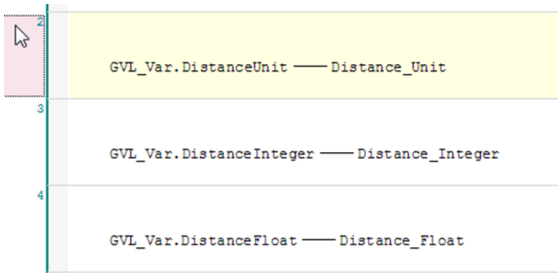 2
GVL_Var.DistanceUnit Distance_Unit
3
GVL_Var.DistanceInteger Distance_Integer
4
GVL_Var.DistanceFloat Distance_Float